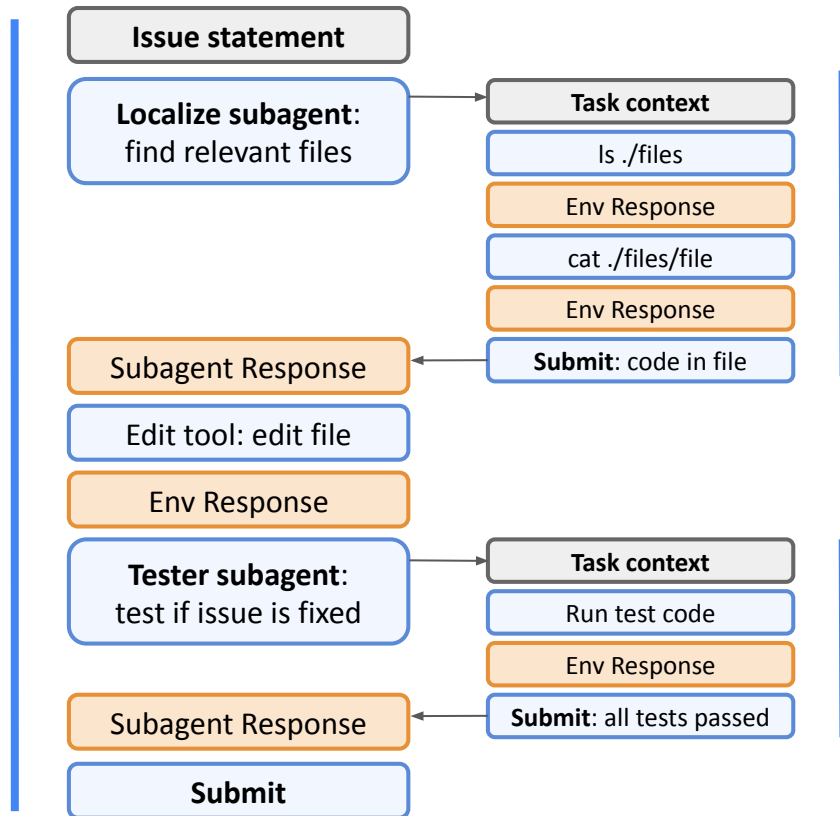 Issue statement
Localize subagent:
find relevant files
Task context
ls ./files
Env Response
cat ./files/file
Env Response
Submit: code in file
Subagent Response
Edit tool: edit file
Env Response
Tester subagent:
test if issue is fixed
Task context
Run test code
Env Response
Submit: all tests passed
Subagent Response
Submit